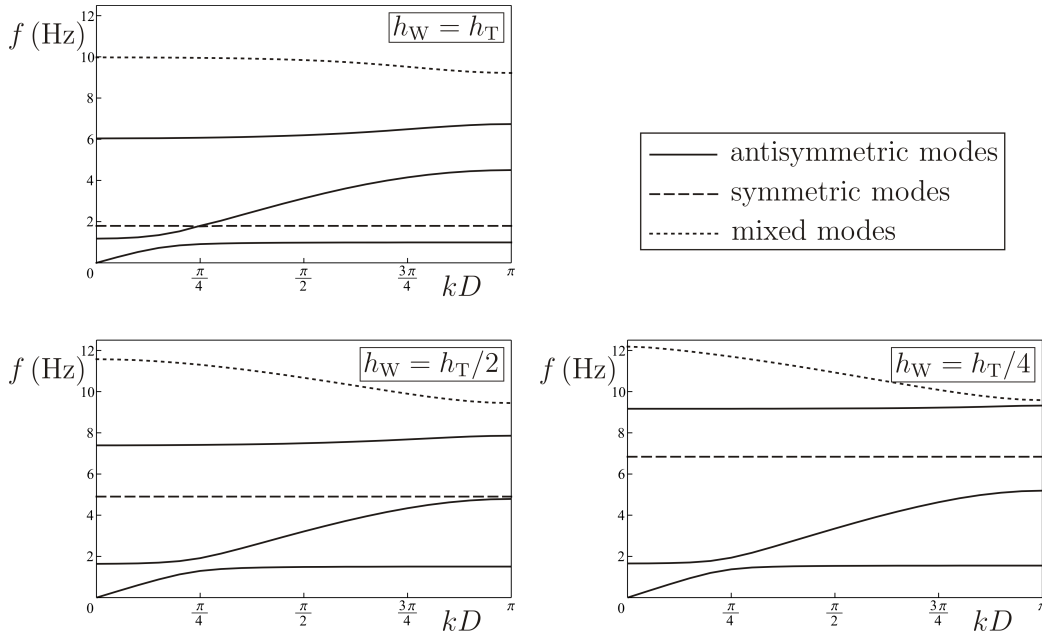 f (Hz)
12
10
8
6
4
2
0
h_W = h_T
π/4
π/2
3π/4
π
kD
antisymmetric modes
symmetric modes
mixed modes
f (Hz)
12
10
8
6
4
2
0
h_W = h_T/2
π/4
π/2
3π/4
π
kD
f (Hz)
12
10
8
6
4
2
0
h_W = h_T/4
π/4
π/2
3π/4
π
kD